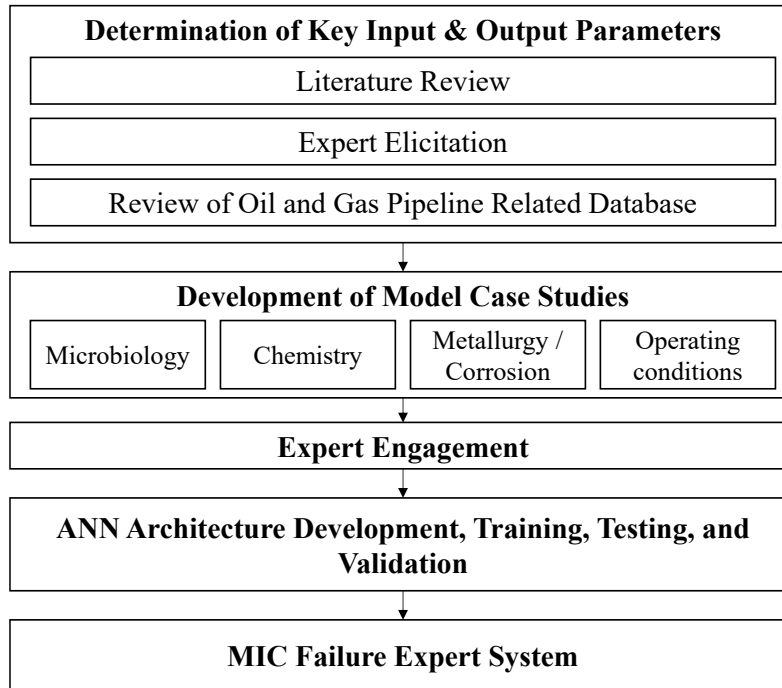 Determination of Key Input & Output Parameters
Literature Review
Expert Elicitation
Review of Oil and Gas Pipeline Related Database
Development of Model Case Studies
Microbiology
Chemistry
Metallurgy /
Corrosion
Operating
conditions
Expert Engagement
ANN Architecture Development, Training, Testing, and
Validation
MIC Failure Expert System